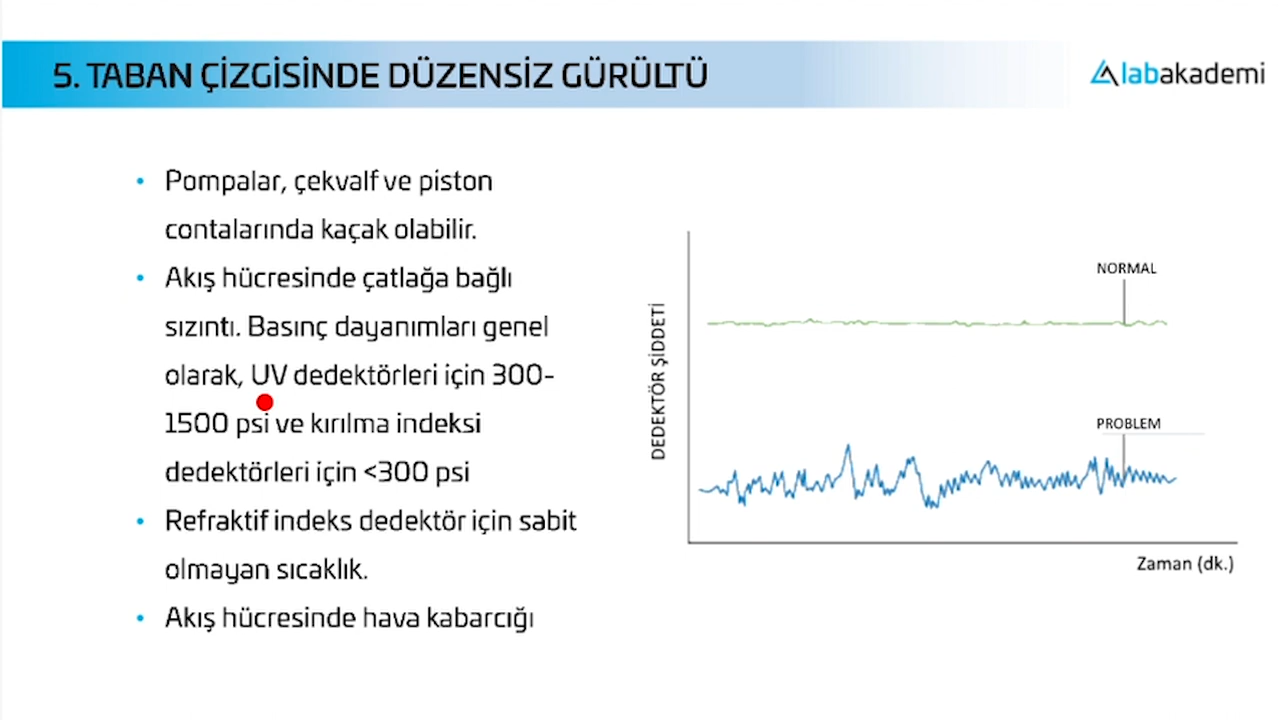 5. TABAN ÇİZGİSİNDE DÜZENSİZ GÜRÜLTÜ
labakademi
• Pompalar, çekvalf ve piston
contalarında kaçak olabilir.
• Akış hücresinde çatlağa bağlı
sızıntı. Basınç dayanımları genel
olarak, UV dedektörleri için 300-
1500 psi ve kırılma indeksi
dedektörleri için <300 psi
• Refraktif indeks dedektör için sabit
olmayan sıcaklık.
• Akış hücresinde hava kabarcığı
DEDEKTÖR ŞİDDETİ
NORMAL
PROBLEM
Zaman (dk.)